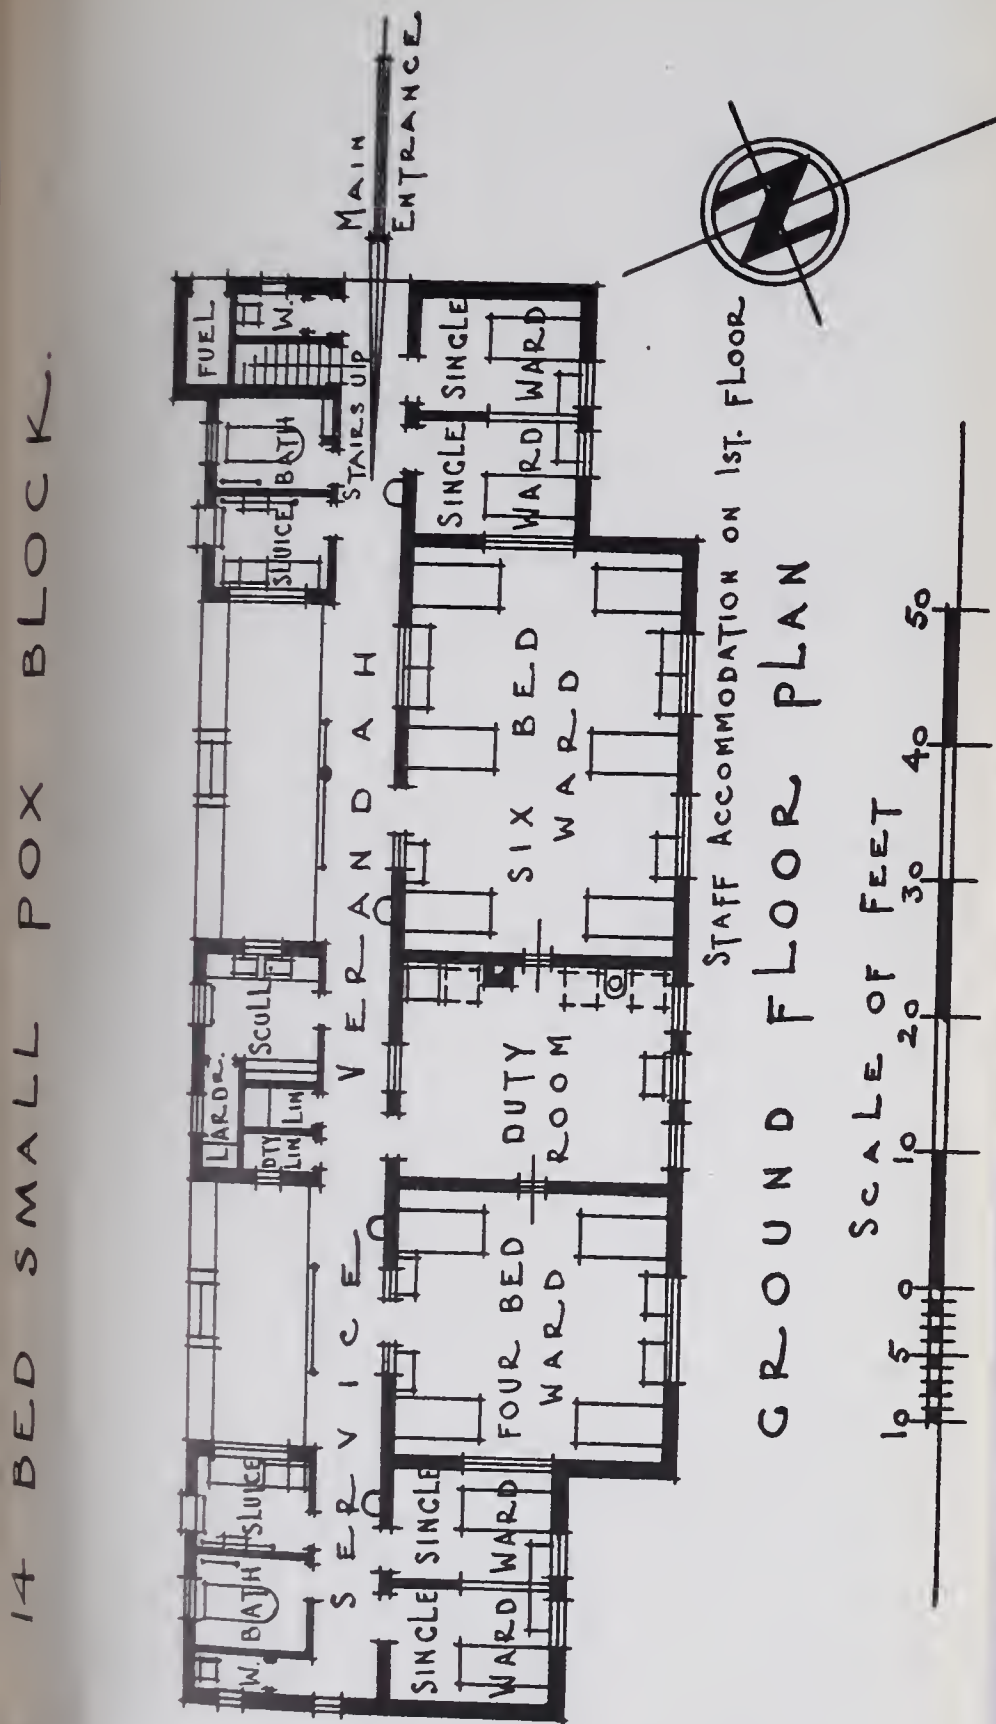 14 BED SMALL POX BLOCK.
W.
BATH
SLUICE
DTY
LIN
LIN
LARDR.
SCULL
SLUICE
BATH
FUEL
W.
STAIRS UP
MAIN
ENTRANCE
SERVICE VERANDAH
SINGLE
WARD
SINGLE
WARD
FOUR BED
WARD
DUTY
ROOM
SIX BED
WARD
SINGLE
WARD
SINGLE
WARD
STAFF ACCOMMODATION ON 1ST. FLOOR
GROUND FLOOR PLAN
N
SCALE OF FEET
10 5 0 10 20 30 40 50